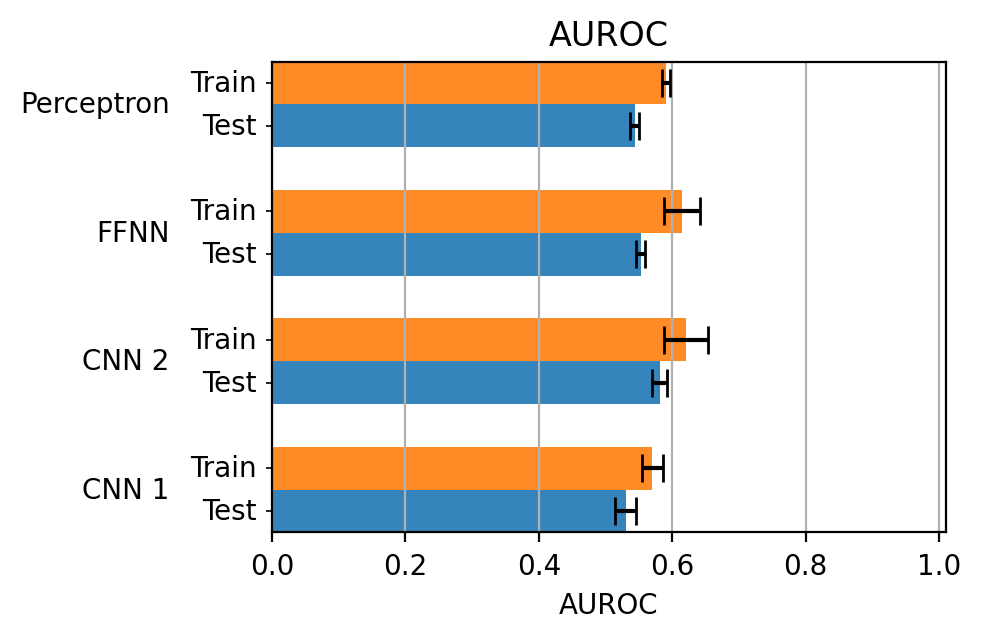 AUROC
Perceptron
Train
Test
FFNN
Train
Test
CNN 2
Train
Test
CNN 1
Train
Test
0.0 0.2 0.4 0.6 0.8 1.0
AUROC